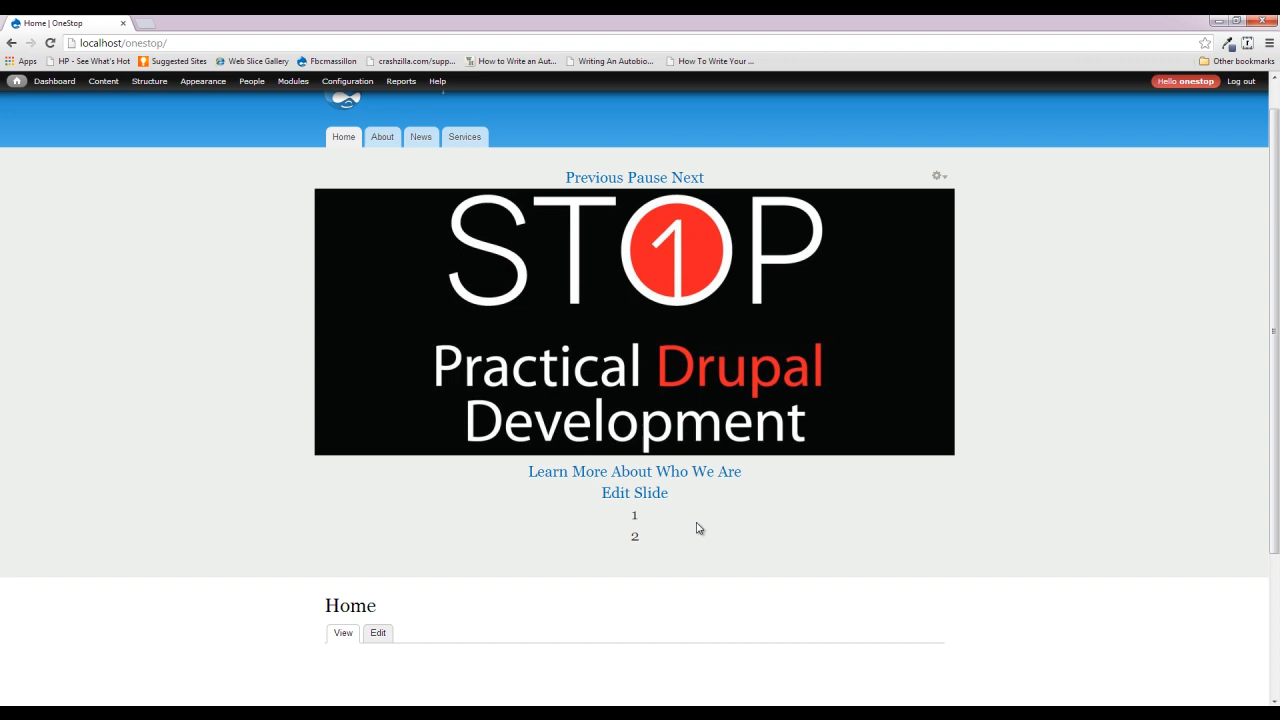 Home | OneStop
localhost/onestop/
Apps HP - See What's Hot Suggested Sites Web Slice Gallery Fbcmassillon crashzilla.com/supp... How to Write an Aut... Writing An Autobio... How To Write Your ... Other bookmarks
Dashboard Content Structure Appearance People Modules Configuration Reports Help Hello onestop Log out
Home About News Services
Previous Pause Next
ST1P
Practical Drupal
Development
Learn More About Who We Are
Edit Slide
1
2
Home
View Edit